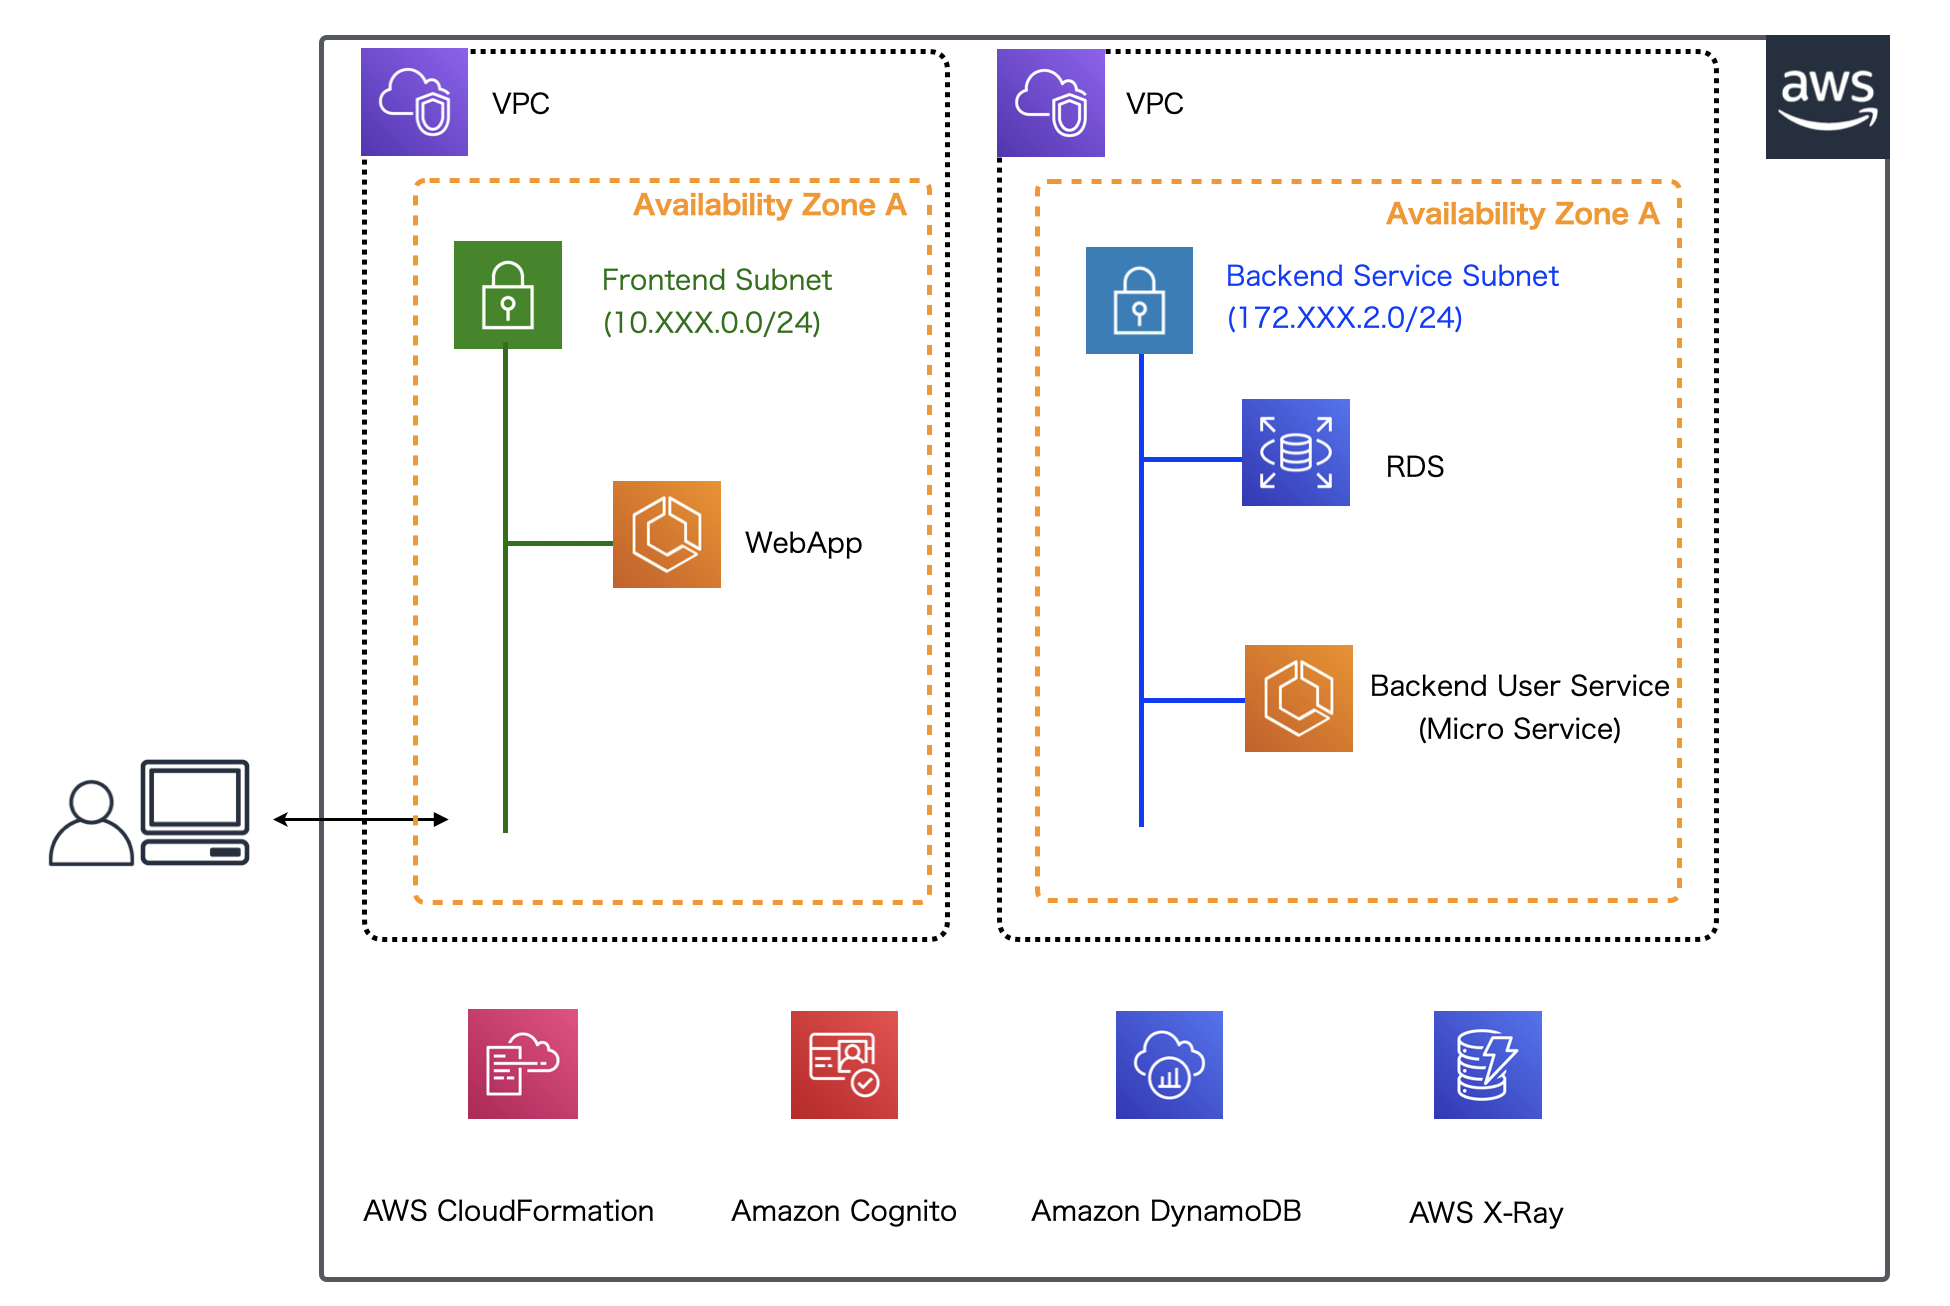 VPC
Availability Zone A
Frontend Subnet
(10.XXX.0.0/24)
WebApp
VPC
Availability Zone A
Backend Service Subnet
(172.XXX.2.0/24)
RDS
Backend User Service
(Micro Service)
aws
AWS CloudFormation
Amazon Cognito
Amazon DynamoDB
AWS X-Ray